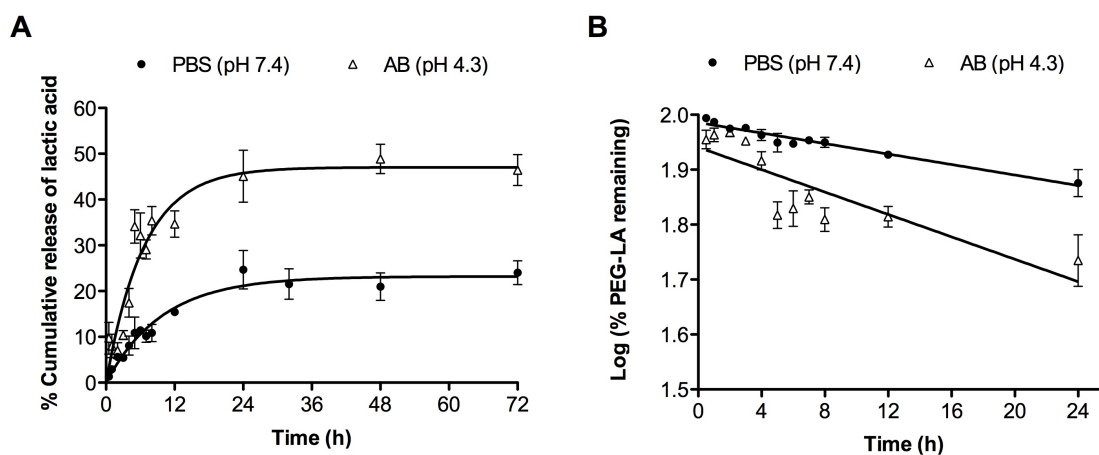 A
PBS (pH 7.4)
AB (pH 4.3)
% Cumulative release of lactic acid
60
50
40
30
20
10
0
0 12 24 36 48 60 72
Time (h)
B
PBS (pH 7.4)
AB (pH 4.3)
Log (% PEG-LA remaining)
2.0
1.9
1.8
1.7
1.6
1.5
0 4 8 12 16 20 24
Time (h)